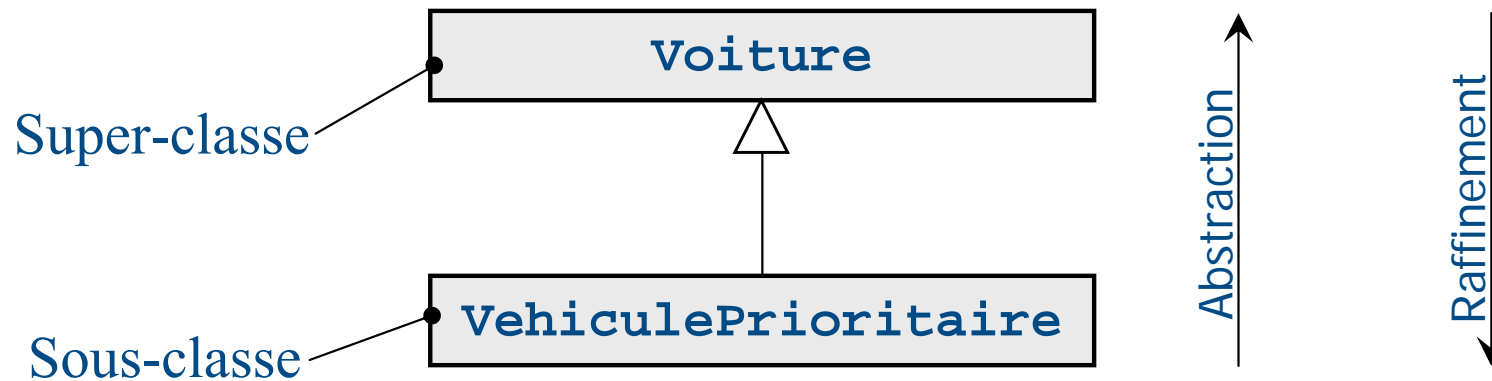 Voiture
Super-classe
Abstraction
Raffinement
VehiculePrioritaire
Sous-classe